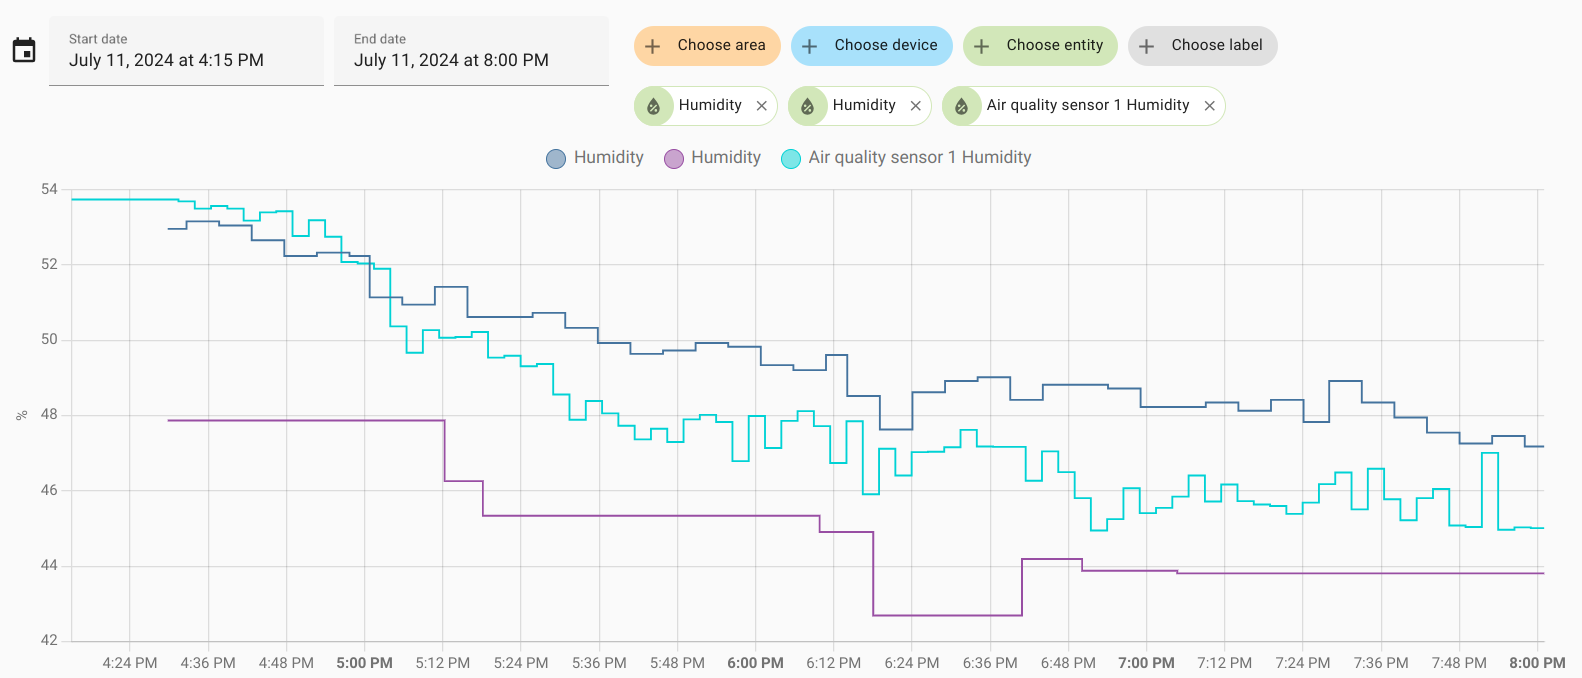 Start date
July 11, 2024 at 4:15 PM
End date
July 11, 2024 at 8:00 PM
Choose area
Choose device
Choose entity
Choose label
Humidity
Humidity
Air quality sensor 1 Humidity
Humidity Humidity Air quality sensor 1 Humidity
54
52
50
48
%
46
44
42
4:24 PM 4:36 PM 4:48 PM 5:00 PM 5:12 PM 5:24 PM 5:36 PM 5:48 PM 6:00 PM 6:12 PM 6:24 PM 6:36 PM 6:48 PM 7:00 PM 7:12 PM 7:24 PM 7:36 PM 7:48 PM 8:00 PM